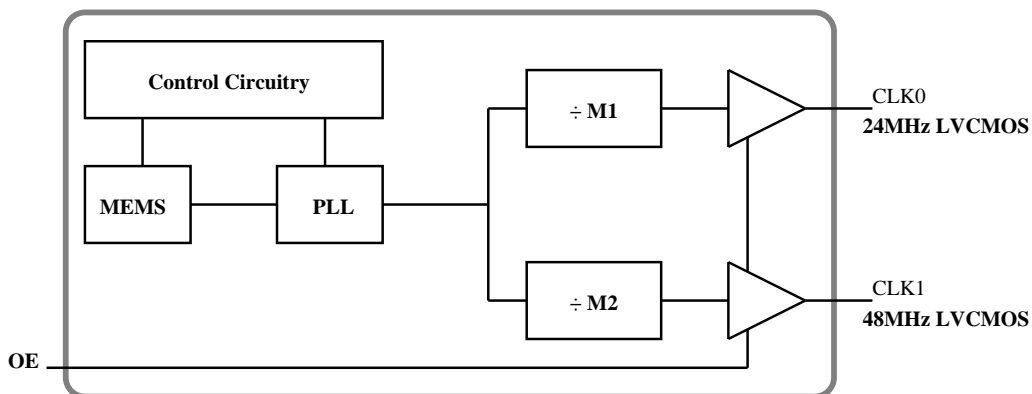 Control Circuitry
÷ M1
CLK0
24MHz LVCMOS
MEMS
PLL
÷ M2
CLK1
48MHz LVCMOS
OE